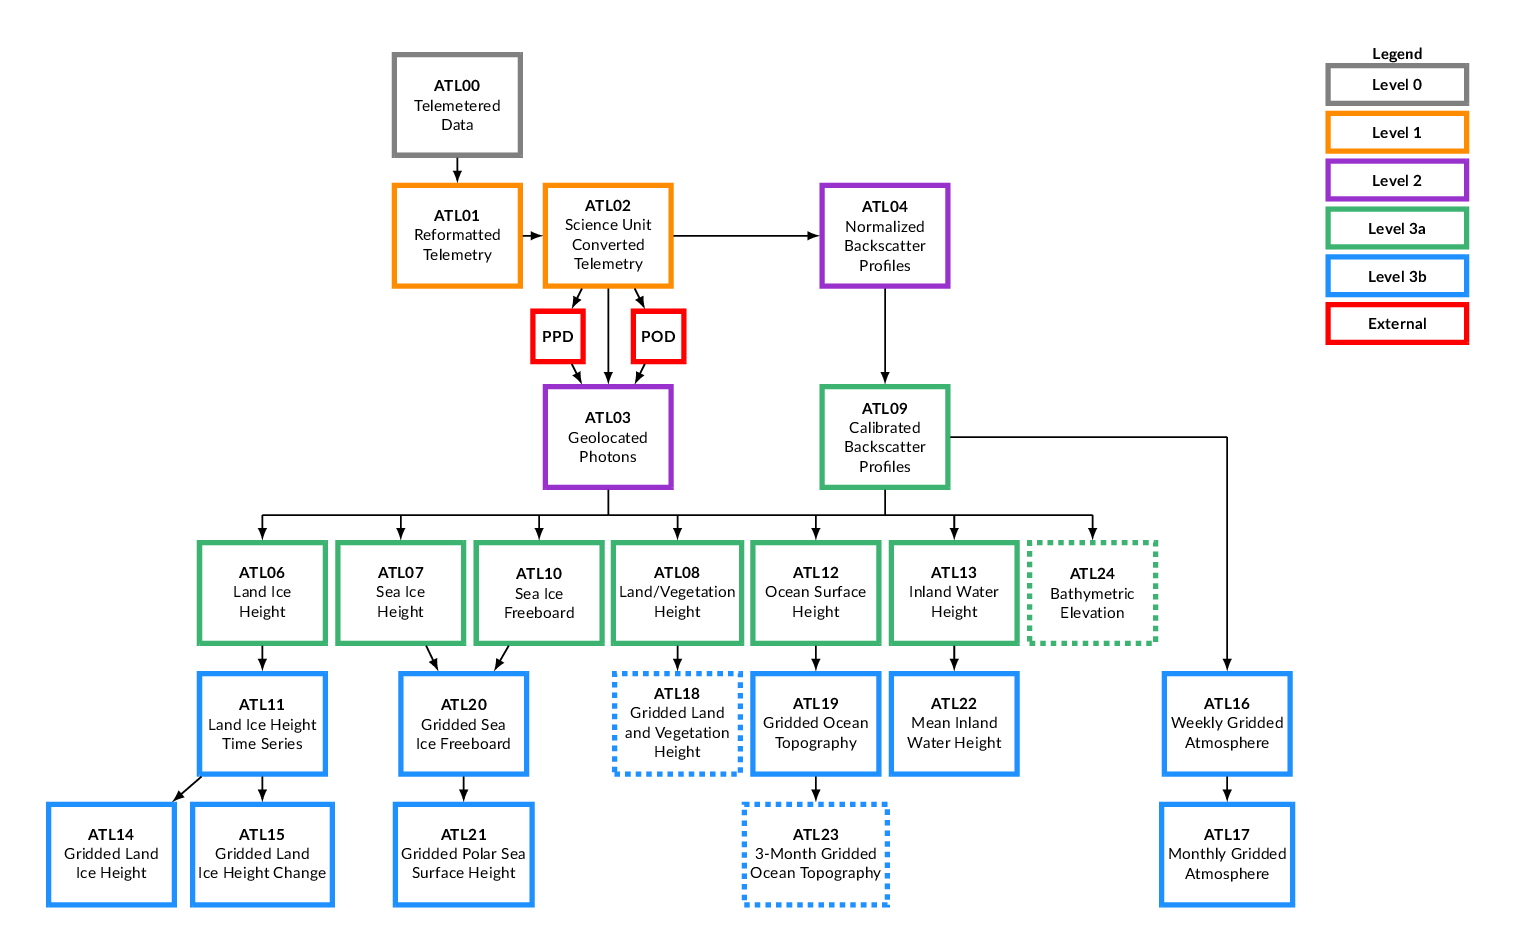 Legend
Level 0
Level 1
Level 2
Level 3a
Level 3b
External
ATL00
Telemetered
Data
ATL01
Reformatted
Telemetry
ATL02
Science Unit
Converted
Telemetry
ATL04
Normalized
Backscatter
Profiles
PPD
POD
ATL03
Geolocated
Photons
ATL09
Calibrated
Backscatter
Profiles
ATL06
Land Ice
Height
ATL07
Sea Ice
Height
ATL10
Sea Ice
Freeboard
ATL08
Land/Vegetation
Height
ATL12
Ocean Surface
Height
ATL13
Inland Water
Height
ATL24
Bathymetric
Elevation
ATL11
Land Ice Height
Time Series
ATL20
Gridded Sea
Ice Freeboard
ATL18
Gridded Land
and Vegetation
Height
ATL19
Gridded Ocean
Topography
ATL22
Mean Inland
Water Height
ATL16
Weekly Gridded
Atmosphere
ATL14
Gridded Land
Ice Height
ATL15
Gridded Land
Ice Height Change
ATL21
Gridded Polar Sea
Surface Height
ATL23
3-Month Gridded
Ocean Topography
ATL17
Monthly Gridded
Atmosphere